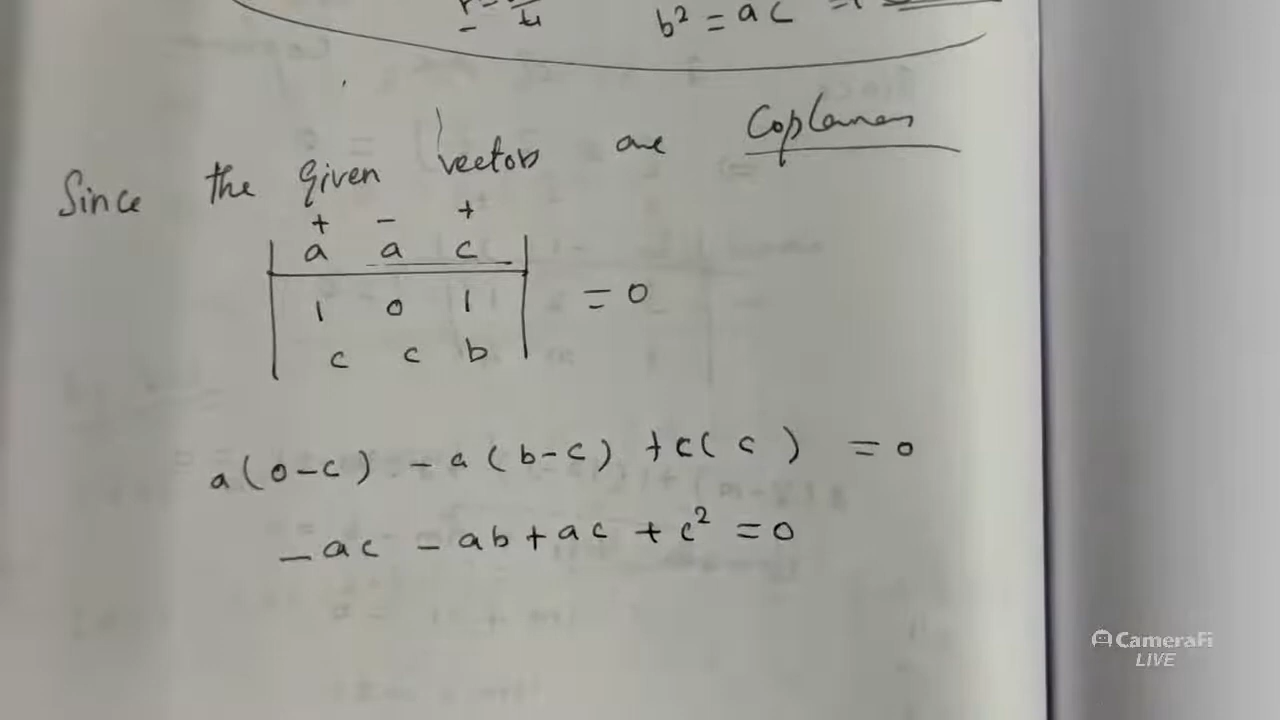 b² = ac
Since the given vectors are Coplanar
+ - +
a a c
1 0 1 = 0
c c b
a(0-c) - a(b-c) + c(c) = 0
-ac - ab + ac + c² = 0
CameraFi
LIVE